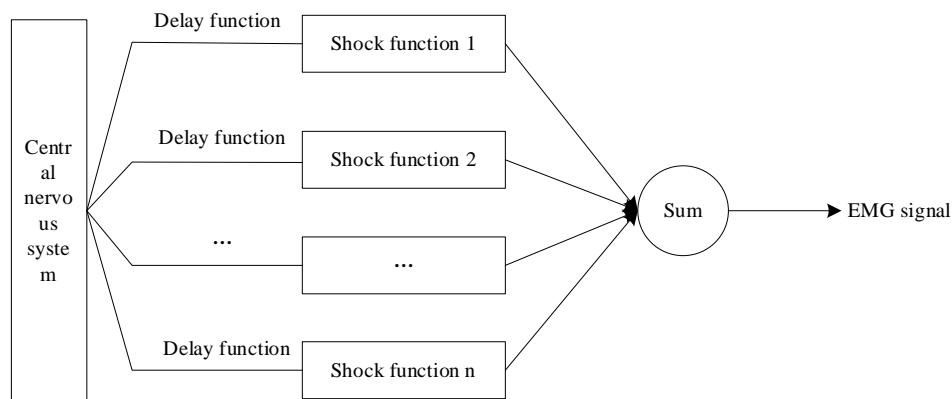 Centr
al
nervo
us
syste
m
Delay function
Shock function 1
Delay function
Shock function 2
...
...
Delay function
Shock function n
Sum
EMG signal